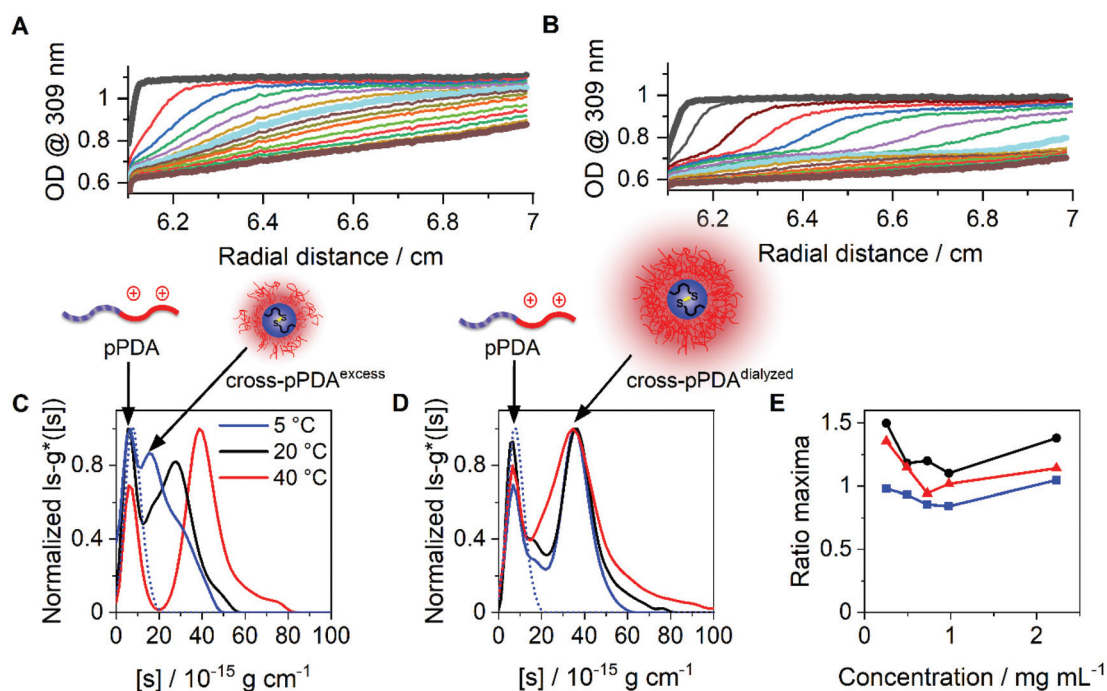 A
OD @ 309 nm
1
0.8
0.6
6.2 6.4 6.6 6.8 7
Radial distance / cm
B
OD @ 309 nm
1
0.8
0.6
6.2 6.4 6.6 6.8 7
Radial distance / cm
pPDA
S
S
cross-pPDA^excess
pPDA
S
S
cross-pPDA^dialyzed
C
Normalized ls-g*([s])
0.8
0.4
0
0 20 40 60 80 100
[s] / 10⁻¹⁵ g cm⁻¹
5 °C
20 °C
40 °C
D
Normalized ls-g*([s])
0.8
0.4
0
0 20 40 60 80 100
[s] / 10⁻¹⁵ g cm⁻¹
E
Ratio maxima
1.5
1
0.5
0
0 1 2
Concentration / mg mL⁻¹